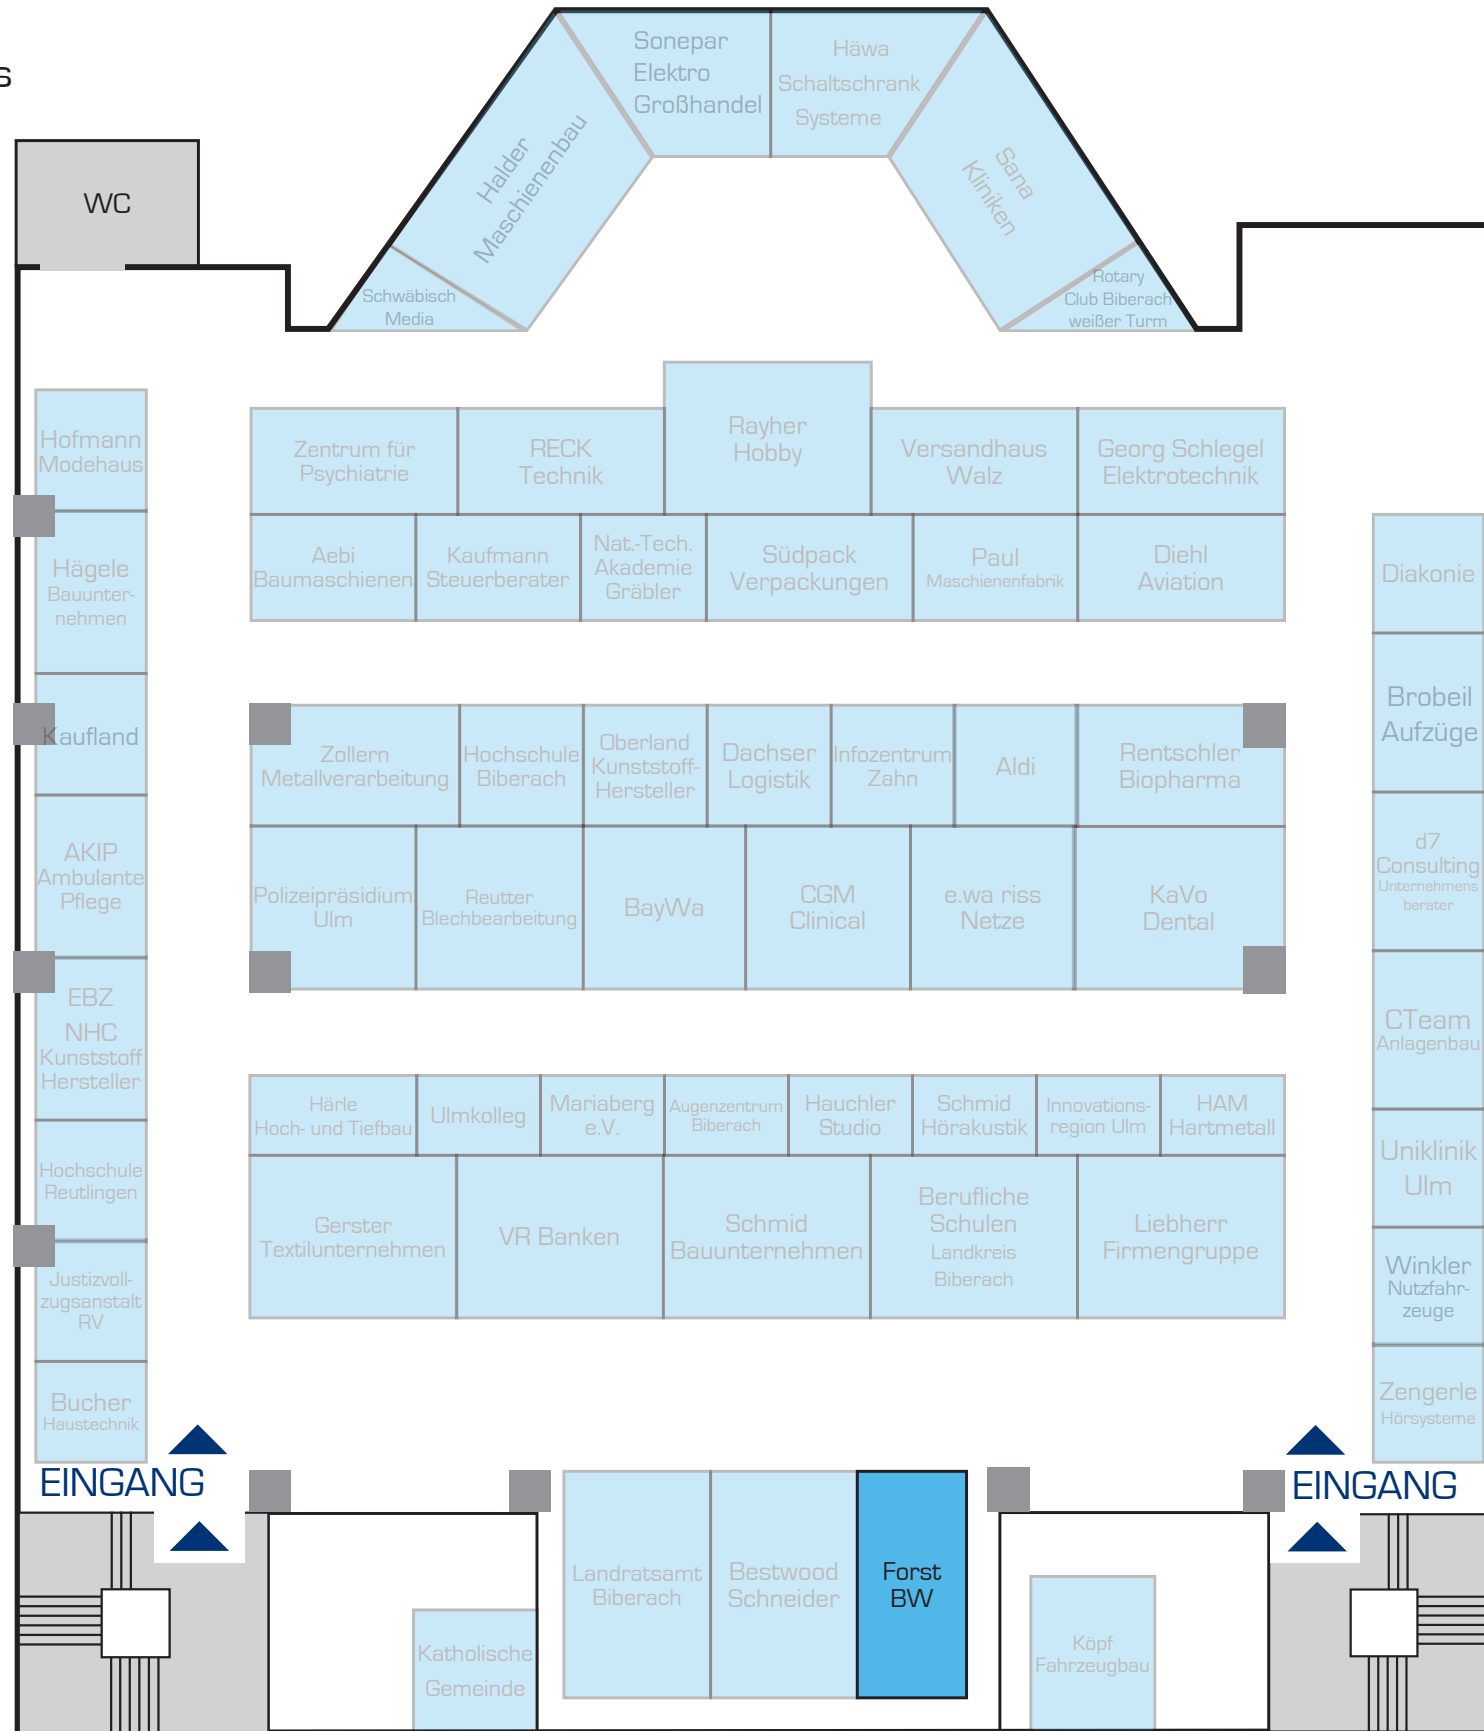 s
Sonepar
Elektro
Großhandel
Häwa
Schaltschrank
Systeme
Halder
Maschienenbau
Sana
Kliniken
WC
Schwäbisch
Media
Rotary
Club Biberach
weißer Turm
Hofmann
Modehaus
Hägele
Bauunter-
nehmen
Kaufland
AKIP
Ambulante
Pflege
EBZ
NHC
Kunststoff
Hersteller
Hochschule
Reutlingen
Justizvoll-
zugsanstalt
RV
Bucher
Haustechnik
Zentrum für
Psychiatrie
RECK
Technik
Rayher
Hobby
Versandhaus
Walz
Georg Schlegel
Elektrotechnik
Aebi
Baumaschienen
Kaufmann
Steuerberater
Nat.-Tech.
Akademie
Gräbler
Südpack
Verpackungen
Paul
Maschienenfabrik
Diehl
Aviation
Zollern
Metallverarbeitung
Hochschule
Biberach
Oberland
Kunststoff-
Hersteller
Dachser
Logistik
Infozentrum
Zahn
Aldi
Rentschler
Biopharma
Polizeipräsidium
Ulm
Reutter
Blechbearbeitung
BayWa
CGM
Clinical
e.wa riss
Netze
KaVo
Dental
Härle
Hoch- und Tiefbau
Ulmkolleg
Mariaberg
e.V.
Augenzentrum
Biberach
Hauchler
Studio
Schmid
Hörakustik
Innovations-
region Ulm
HAM
Hartmetall
Gerster
Textilunternehmen
VR Banken
Schmid
Bauunternehmen
Berufliche
Schulen
Landkreis
Biberach
Liebherr
Firmengruppe
Diakonie
Brobeil
Aufzüge
d7
Consulting
Unternehmens
berater
CTeam
Anlagenbau
Uniklinik
Ulm
Winkler
Nutzfahr-
zeuge
Zengerle
Hörsysteme
EINGANG
EINGANG
Landratsamt
Biberach
Bestwood
Schneider
Forst
BW
Katholische
Gemeinde
Köpf
Fahrzeugbau